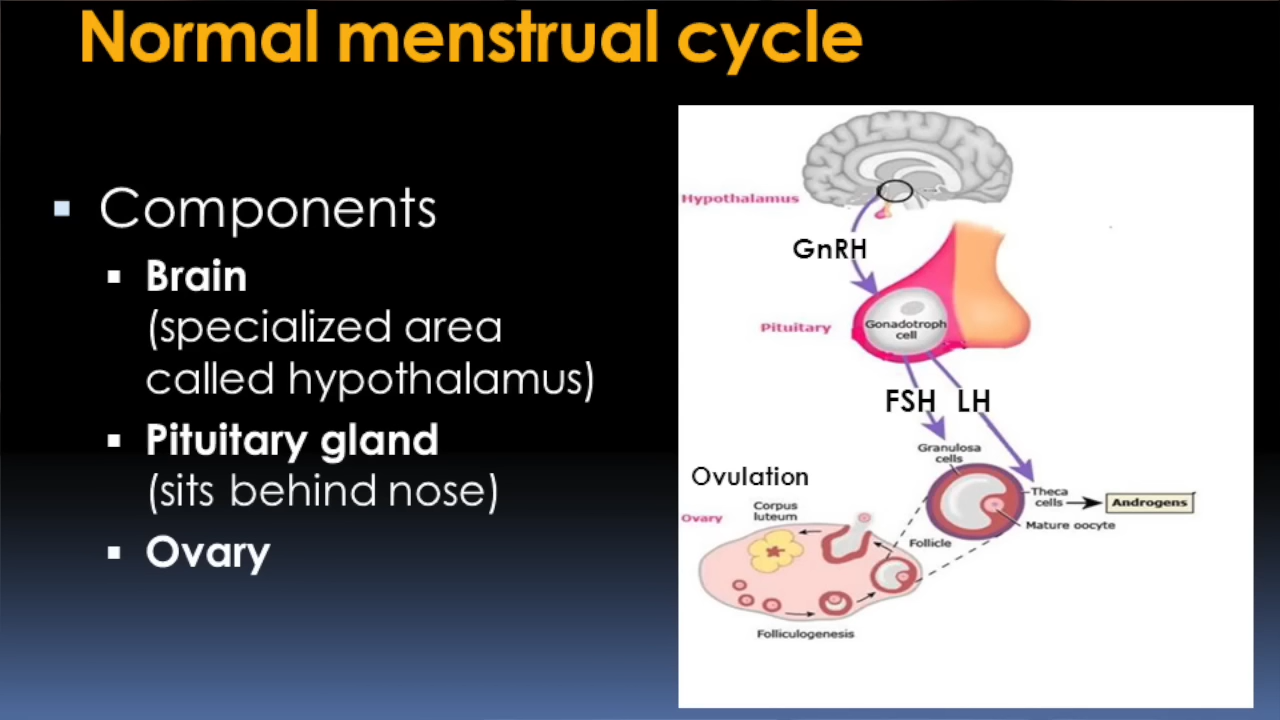 Normal menstrual cycle
Components
Brain
(specialized area
called hypothalamus)
Pituitary gland
(sits behind nose)
Ovary
Hypothalamus
GnRH
Pituitary
Gonadotroph
cell
FSH LH
Granulosa
cells
Ovulation
Theca
cells
Androgens
Corpus
luteum
Ovary
Mature oocyte
Follicle
Folliculogenesis